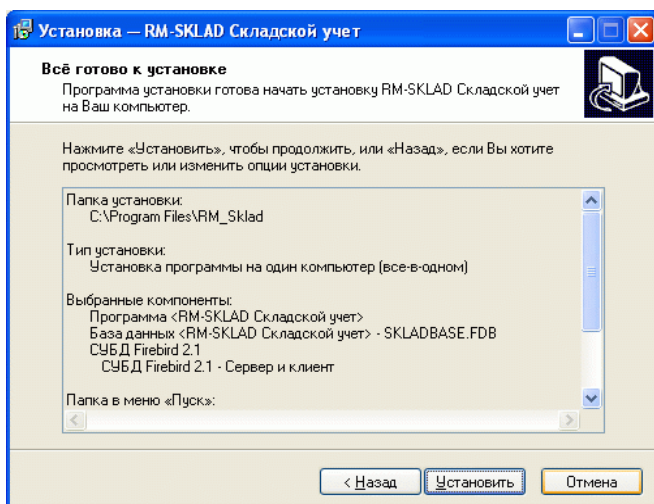 Установка — RM-SKLAD Складской учет
Всё готово к установке
Программа установки готова начать установку RM-SKLAD Складской учет
на Ваш компьютер.
Нажмите «Установить», чтобы продолжить, или «Назад», если Вы хотите
просмотреть или изменить опции установки.
Папка установки:
C:\Program Files\RM_Sklad
Тип установки:
Установка программы на один компьютер (все-в-одном)
Выбранные компоненты:
Программа <RM-SKLAD Складской учет>
База данных <RM-SKLAD Складской учет> - SKLADBASE.FDB
СУБД Firebird 2.1
СУБД Firebird 2.1 - Сервер и клиент
Папка в меню «Пуск»:
< Назад
Установить
Отмена